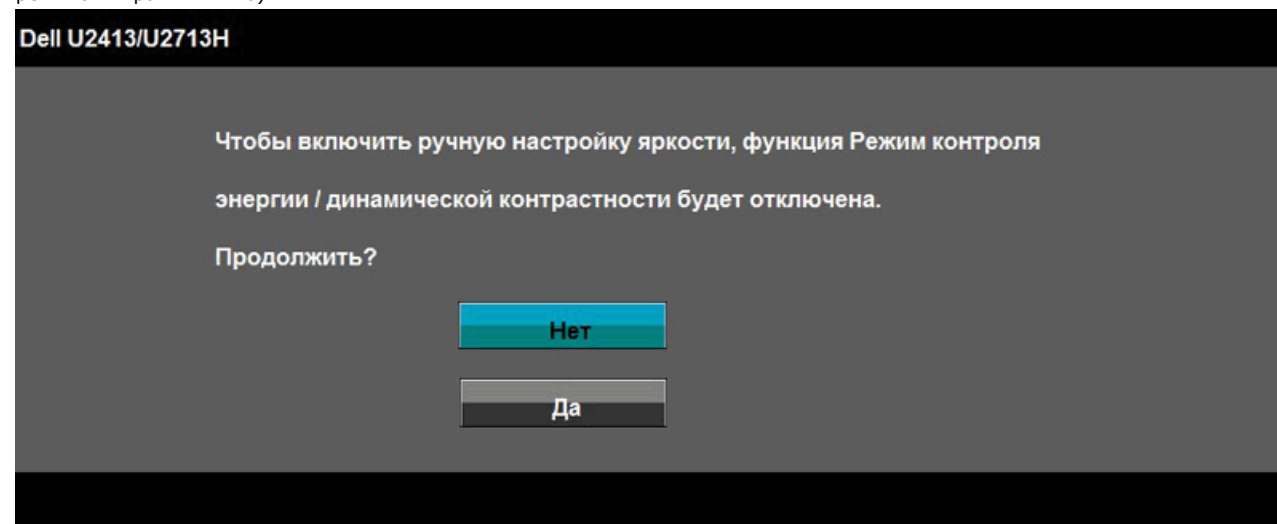 Dell U2413/U2713H
Чтобы включить ручную настройку яркости, функция Режим контроля
энергии / динамической контрастности будет отключена.
Продолжить?
Нет
Да